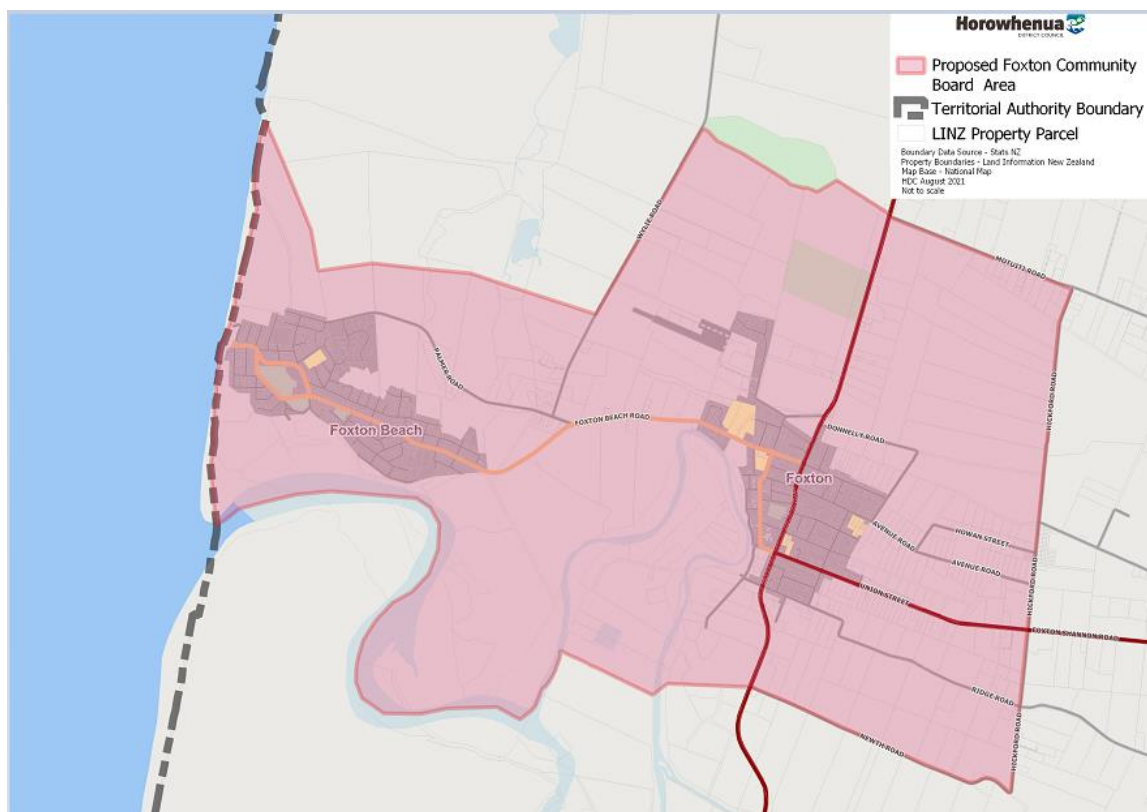 Horowhenua
DISTRICT COUNCIL
Proposed Foxton Community
Board Area
Territorial Authority Boundary
LINZ Property Parcel
Boundary Data Source - Stats NZ
Property Boundaries - Land Information New Zealand
Map Base - National Map
HDC August 2021
Not to scale
WYLIE ROAD
MOTUITI ROAD
PALMER ROAD
HICKFORD ROAD
FOXTON BEACH ROAD
Foxton Beach
DONNELLY ROAD
Foxton
AVENUE ROAD
HOWAN STREET
AVENUE ROAD
HICKFORD ROAD
UNION STREET
FOXTON SHANNON ROAD
RIDGE ROAD
NEWTH ROAD
HICKFORD ROAD